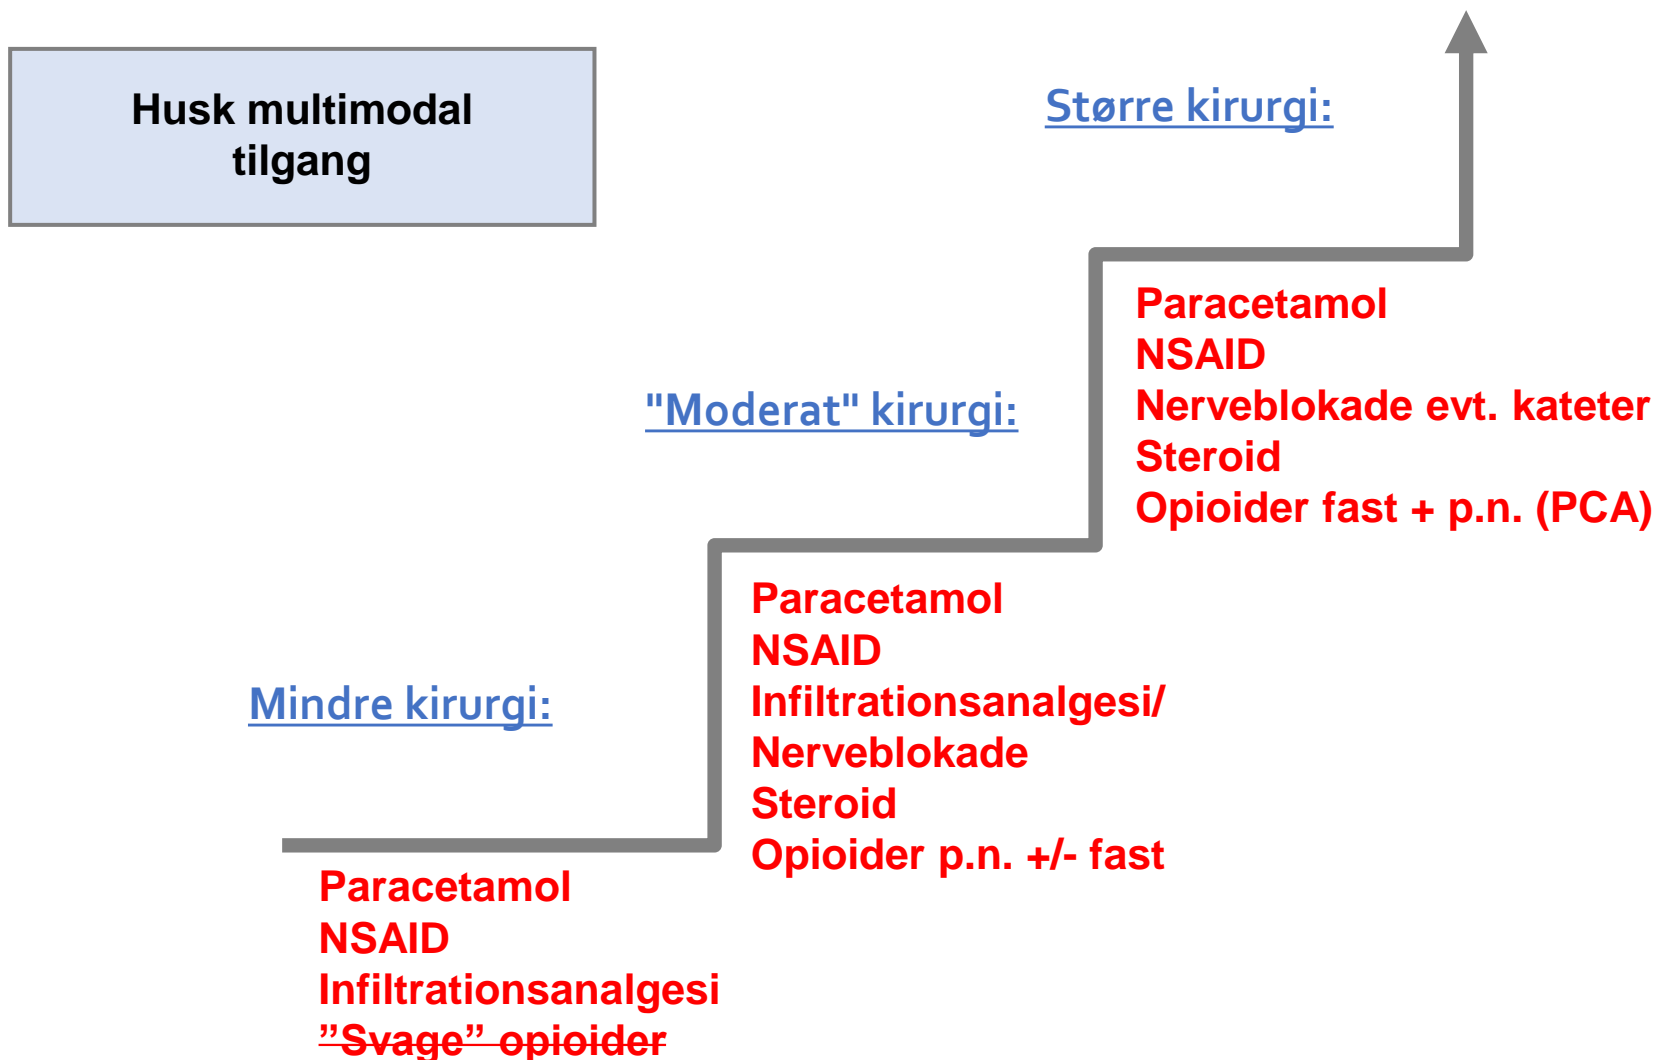 Husk multimodal
tilgang
Større kirurgi:
Paracetamol
NSAID
Nerveblokade evt. kateter
Steroid
Opioider fast + p.n. (PCA)
"Moderat" kirurgi:
Paracetamol
NSAID
Infiltrationsanalgesi/
Nerveblokade
Steroid
Opioider p.n. +/- fast
Mindre kirurgi:
Paracetamol
NSAID
Infiltrationsanalgesi
”Svage” opioider